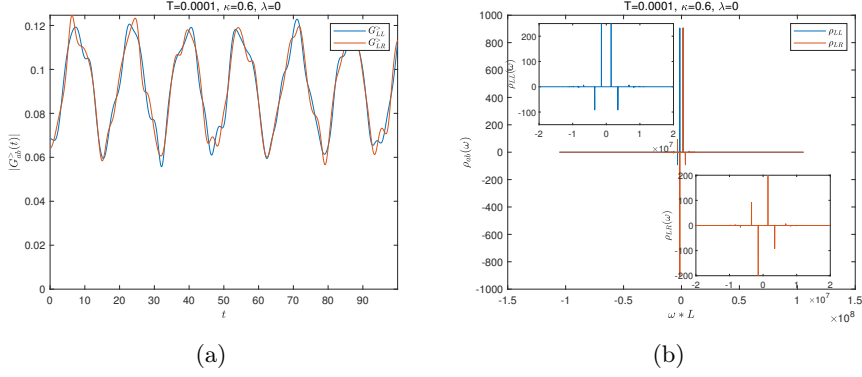 T=0.0001, κ=0.6, λ=0
|G^>_{ab}(t)|
0.12
0.1
0.08
0.06
0.04
0.02
0
G^>_{LL}
G^>_{LR}
0 10 20 30 40 50 60 70 80 90
t
(a)
T=0.0001, κ=0.6, λ=0
ρ_{ab}(ω)
1000
800
600
400
200
0
-200
-400
-600
-800
-1000
ρ_{LL}
ρ_{LR}
ρ_{LL}(ω)
200
100
0
-100
-2 -1 0 1 2
×10^7
ρ_{LR}(ω)
200
100
0
-100
-200
-2 -1 0 1 2
×10^7
-1.5 -1 -0.5 0 0.5 1 1.5
ω * L
×10^8
(b)